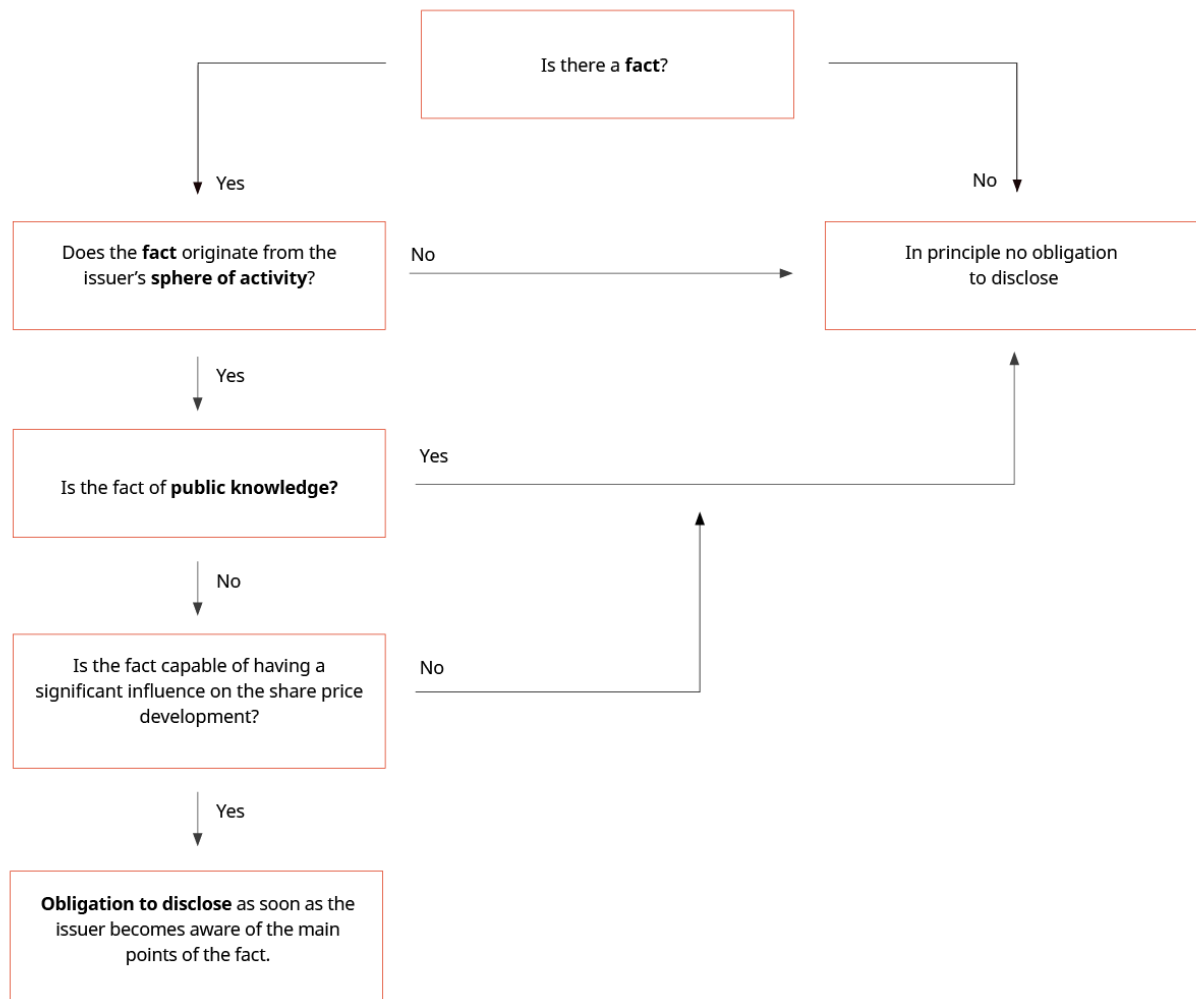 Is there a fact?
Yes
No
Does the fact originate from the
issuer’s sphere of activity?
No
In principle no obligation
to disclose
Yes
Is the fact of public knowledge?
Yes
No
Is the fact capable of having a
significant influence on the share price
development?
No
Yes
Obligation to disclose as soon as the
issuer becomes aware of the main
points of the fact.